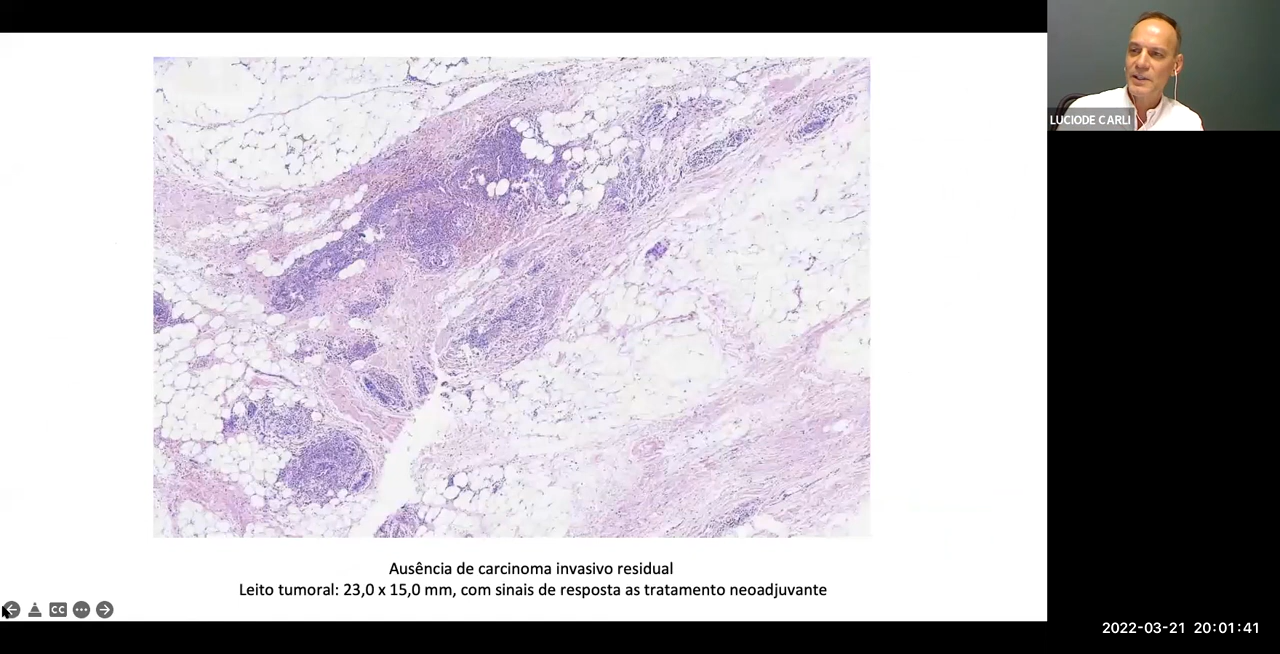 LUCIODE CARLI
Ausência de carcinoma invasivo residual
Leito tumoral: 23,0 x 15,0 mm, com sinais de resposta as tratamento neoadjuvante
CC
2022-03-21 20:01:41